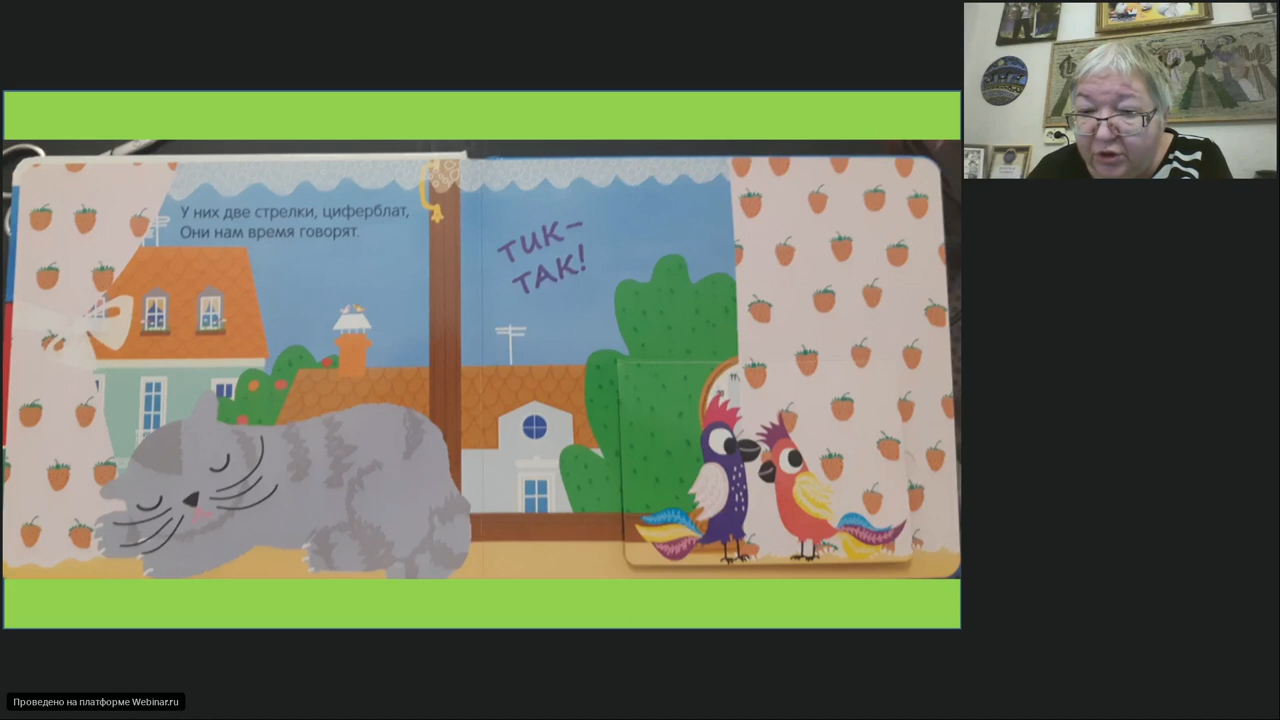 У них две стрелки, циферблат,
Они нам время говорят.
ТИК–
ТАК!
Проведено на платформе Webinar.ru